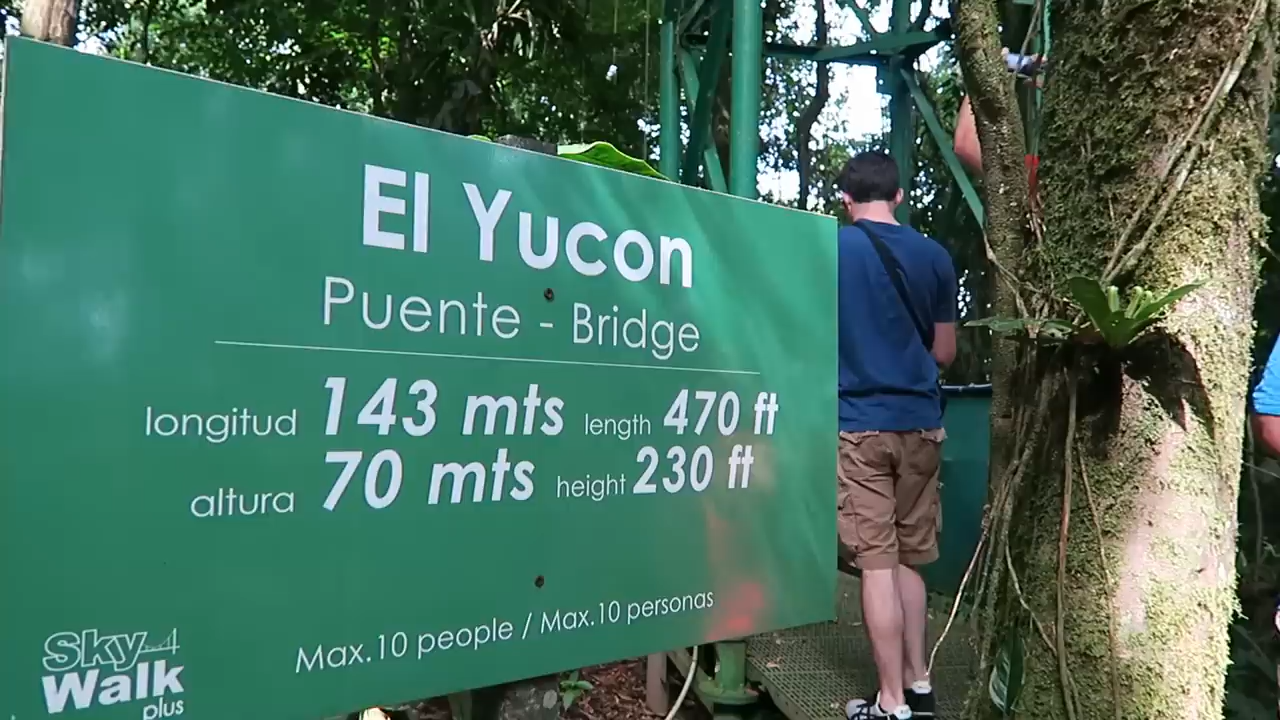 El Yucon
Puente - Bridge
longitud 143 mts length 470 ft
altura 70 mts height 230 ft
Max.10 people / Max.10 personas
Sky
Walk
plus